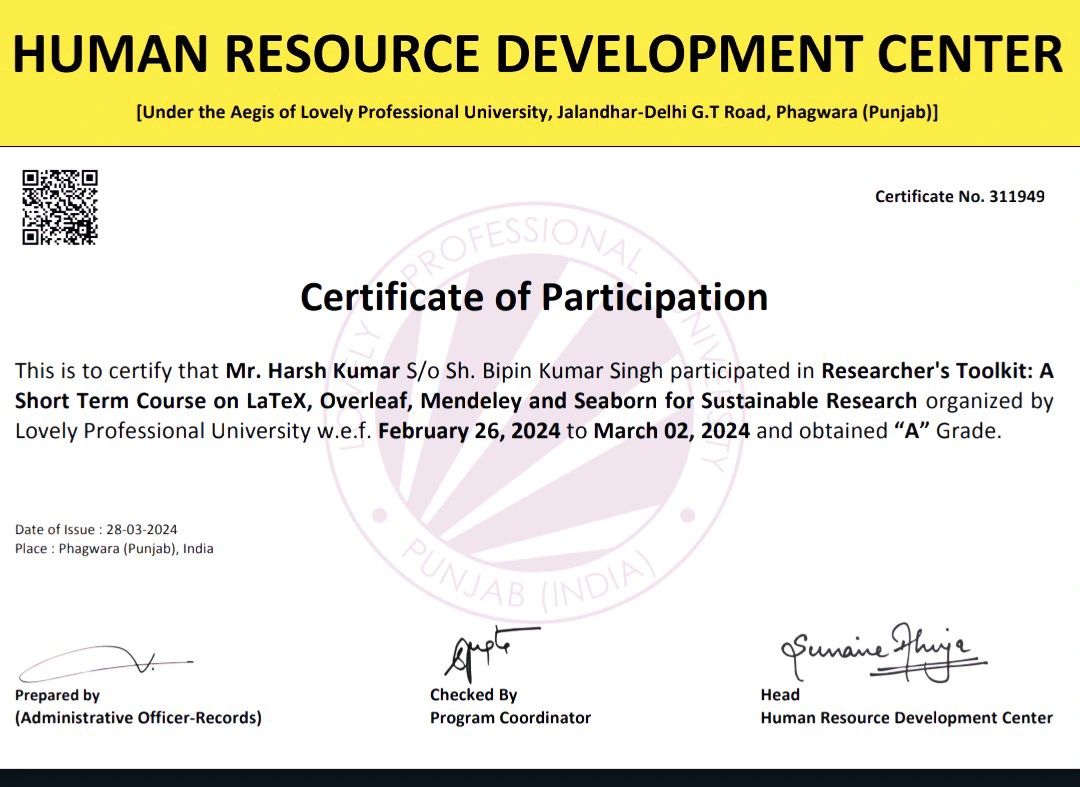 HUMAN RESOURCE DEVELOPMENT CENTER
[Under the Aegis of Lovely Professional University, Jalandhar-Delhi G.T Road, Phagwara (Punjab)]
Certificate No. 311949
LOVELY PROFESSIONAL UNIVERSITY
PUNJAB (INDIA)
Certificate of Participation
This is to certify that Mr. Harsh Kumar S/o Sh. Bipin Kumar Singh participated in Researcher's Toolkit: A
Short Term Course on LaTeX, Overleaf, Mendeley and Seaborn for Sustainable Research organized by
Lovely Professional University w.e.f. February 26, 2024 to March 02, 2024 and obtained “A” Grade.
Date of Issue : 28-03-2024
Place : Phagwara (Punjab), India
Prepared by
(Administrative Officer-Records)
Checked By
Program Coordinator
Head
Human Resource Development Center